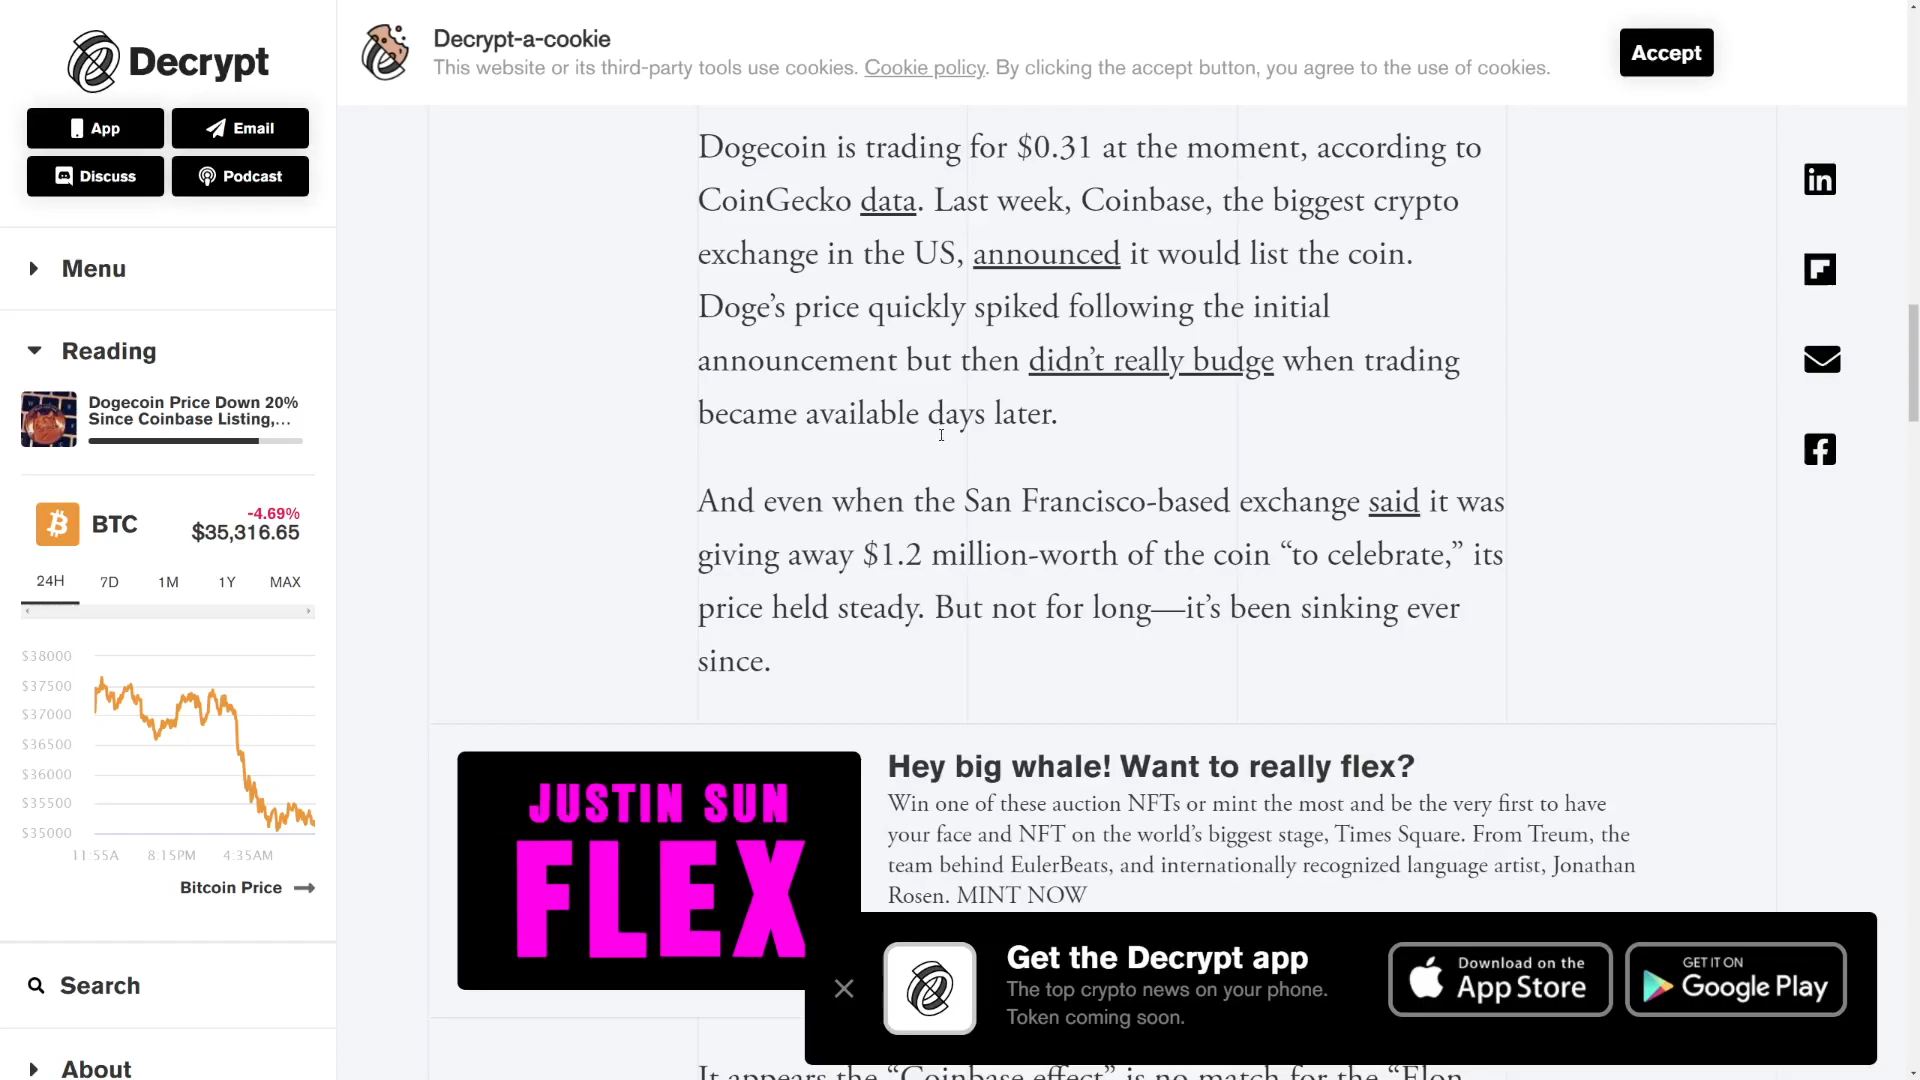 Decrypt
App
Email
Discuss
Podcast
Menu
Reading
Dogecoin Price Down 20%
Since Coinbase Listing,...
BTC
-4.69%
$35,316.65
24H 7D 1M 1Y MAX
$38000
$37500
$37000
$36500
$36000
$35500
$35000
11:55A 8:15PM 4:35AM
Bitcoin Price
Search
About
Decrypt-a-cookie
This website or its third-party tools use cookies. Cookie policy. By clicking the accept button, you agree to the use of cookies.
Accept
Dogecoin is trading for $0.31 at the moment, according to
CoinGecko data. Last week, Coinbase, the biggest crypto
exchange in the US, announced it would list the coin.
Doge’s price quickly spiked following the initial
announcement but then didn’t really budge when trading
became available days later.
And even when the San Francisco-based exchange said it was
giving away $1.2 million-worth of the coin “to celebrate,” its
price held steady. But not for long—it’s been sinking ever
since.
JUSTIN SUN
FLEX
Hey big whale! Want to really flex?
Win one of these auction NFTs or mint the most and be the very first to have
your face and NFT on the world’s biggest stage, Times Square. From Treum, the
team behind EulerBeats, and internationally recognized language artist, Jonathan
Rosen. MINT NOW
Get the Decrypt app
The top crypto news on your phone.
Token coming soon.
Download on the
App Store
GET IT ON
Google Play
It appears the “Coinbase effect” is no match for the “Elon